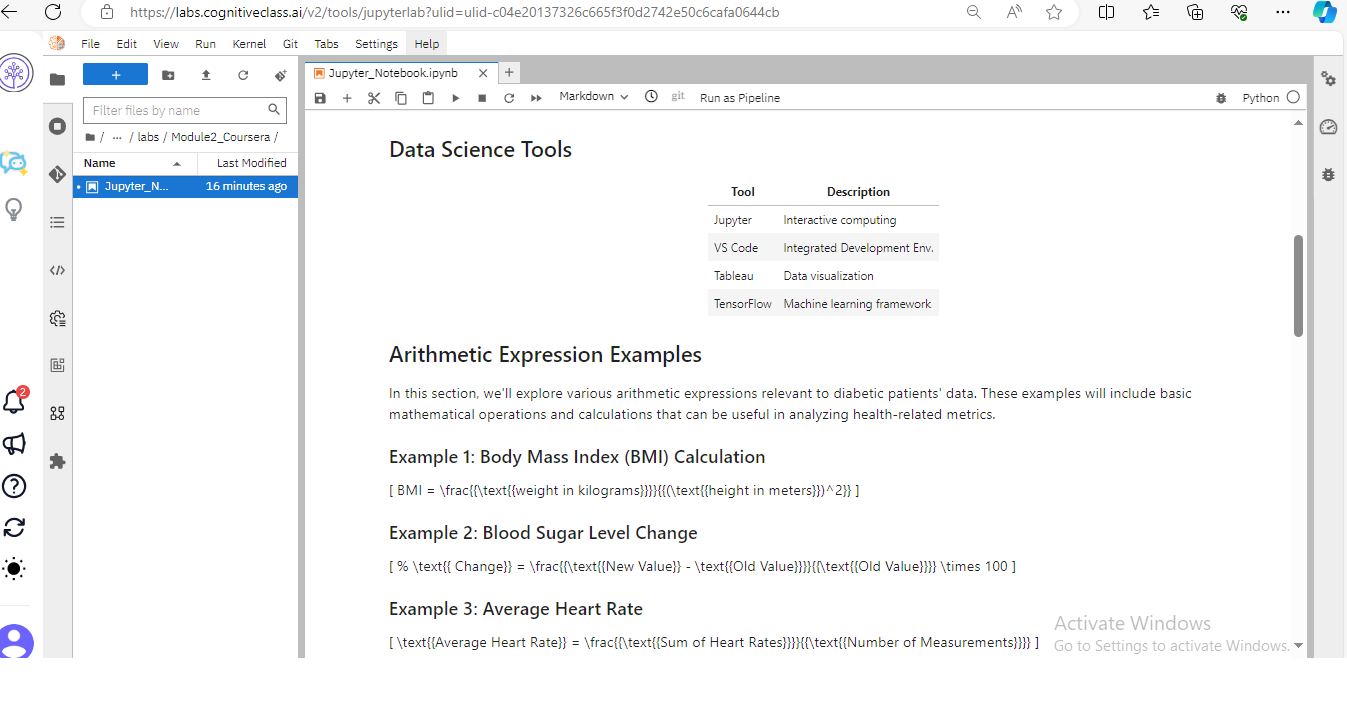 https://labs.cognitiveclass.ai/v2/tools/jupyterlab?ulid=ulid-c04e20137326c665f3f0d2742e50c6cafa0644cb
File Edit View Run Kernel Git Tabs Settings Help
+
Filter files by name
/ ... / labs / Module2_Coursera /
Name Last Modified
Jupyter_N... 16 minutes ago
2
Jupyter_Notebook.ipynb × +
Markdown git Run as Pipeline Python
Data Science Tools
Tool Description
Jupyter Interactive computing
VS Code Integrated Development Env.
Tableau Data visualization
TensorFlow Machine learning framework
Arithmetic Expression Examples
In this section, we'll explore various arithmetic expressions relevant to diabetic patients' data. These examples will include basic
mathematical operations and calculations that can be useful in analyzing health-related metrics.
Example 1: Body Mass Index (BMI) Calculation
[ BMI = \frac{{\text{{weight in kilograms}}}}{{(\text{{height in meters}})^2}} ]
Example 2: Blood Sugar Level Change
[ % \text{{ Change}} = \frac{{\text{{New Value}} - \text{{Old Value}}}}{{\text{{Old Value}}}} \times 100 ]
Example 3: Average Heart Rate
[ \text{{Average Heart Rate}} = \frac{{\text{{Sum of Heart Rates}}}}{{\text{{Number of Measurements}}}} ]
Activate Windows
Go to Settings to activate Windows.